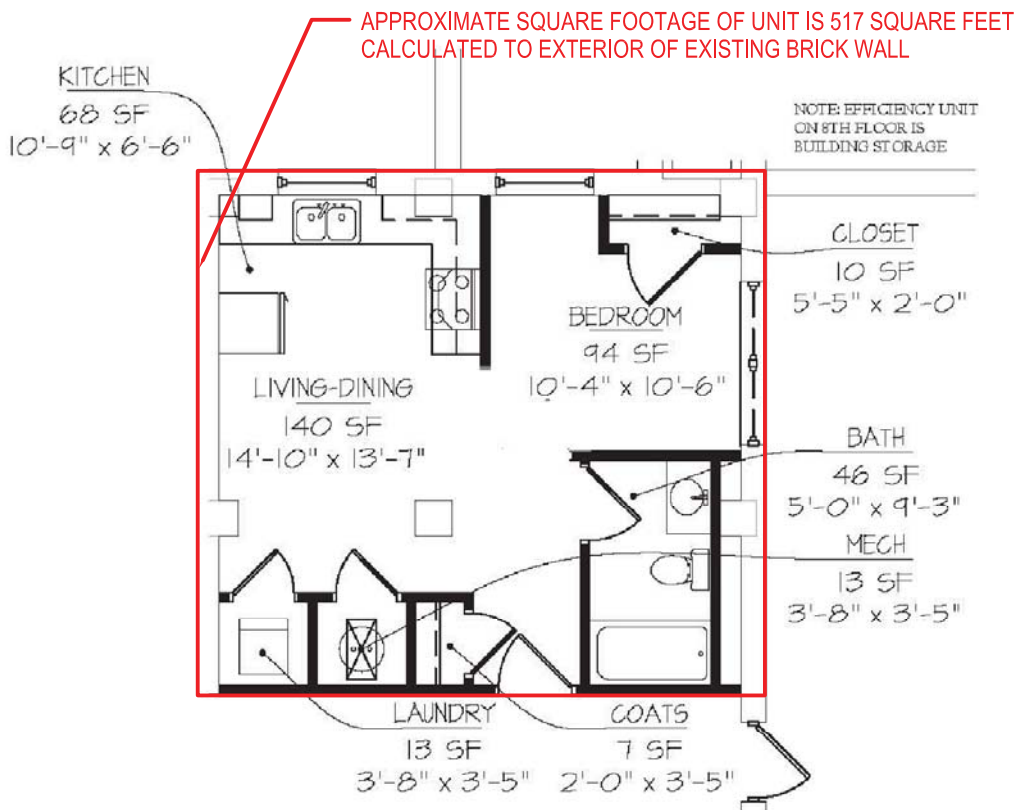 APPROXIMATE SQUARE FOOTAGE OF UNIT IS 517 SQUARE FEET
CALCULATED TO EXTERIOR OF EXISTING BRICK WALL
KITCHEN
68 SF
10'-9" x 6'-6"
NOTE: EFFICIENCY UNIT
ON 8TH FLOOR IS
BUILDING STORAGE
CLOSET
10 SF
5'-5" x 2'-0"
BEDROOM
94 SF
10'-4" x 10'-6"
LIVING-DINING
140 SF
14'-10" x 13'-7"
BATH
46 SF
5'-0" x 9'-3"
MECH
13 SF
3'-8" x 3'-5"
LAUNDRY
13 SF
3'-8" x 3'-5"
COATS
7 SF
2'-0" x 3'-5"